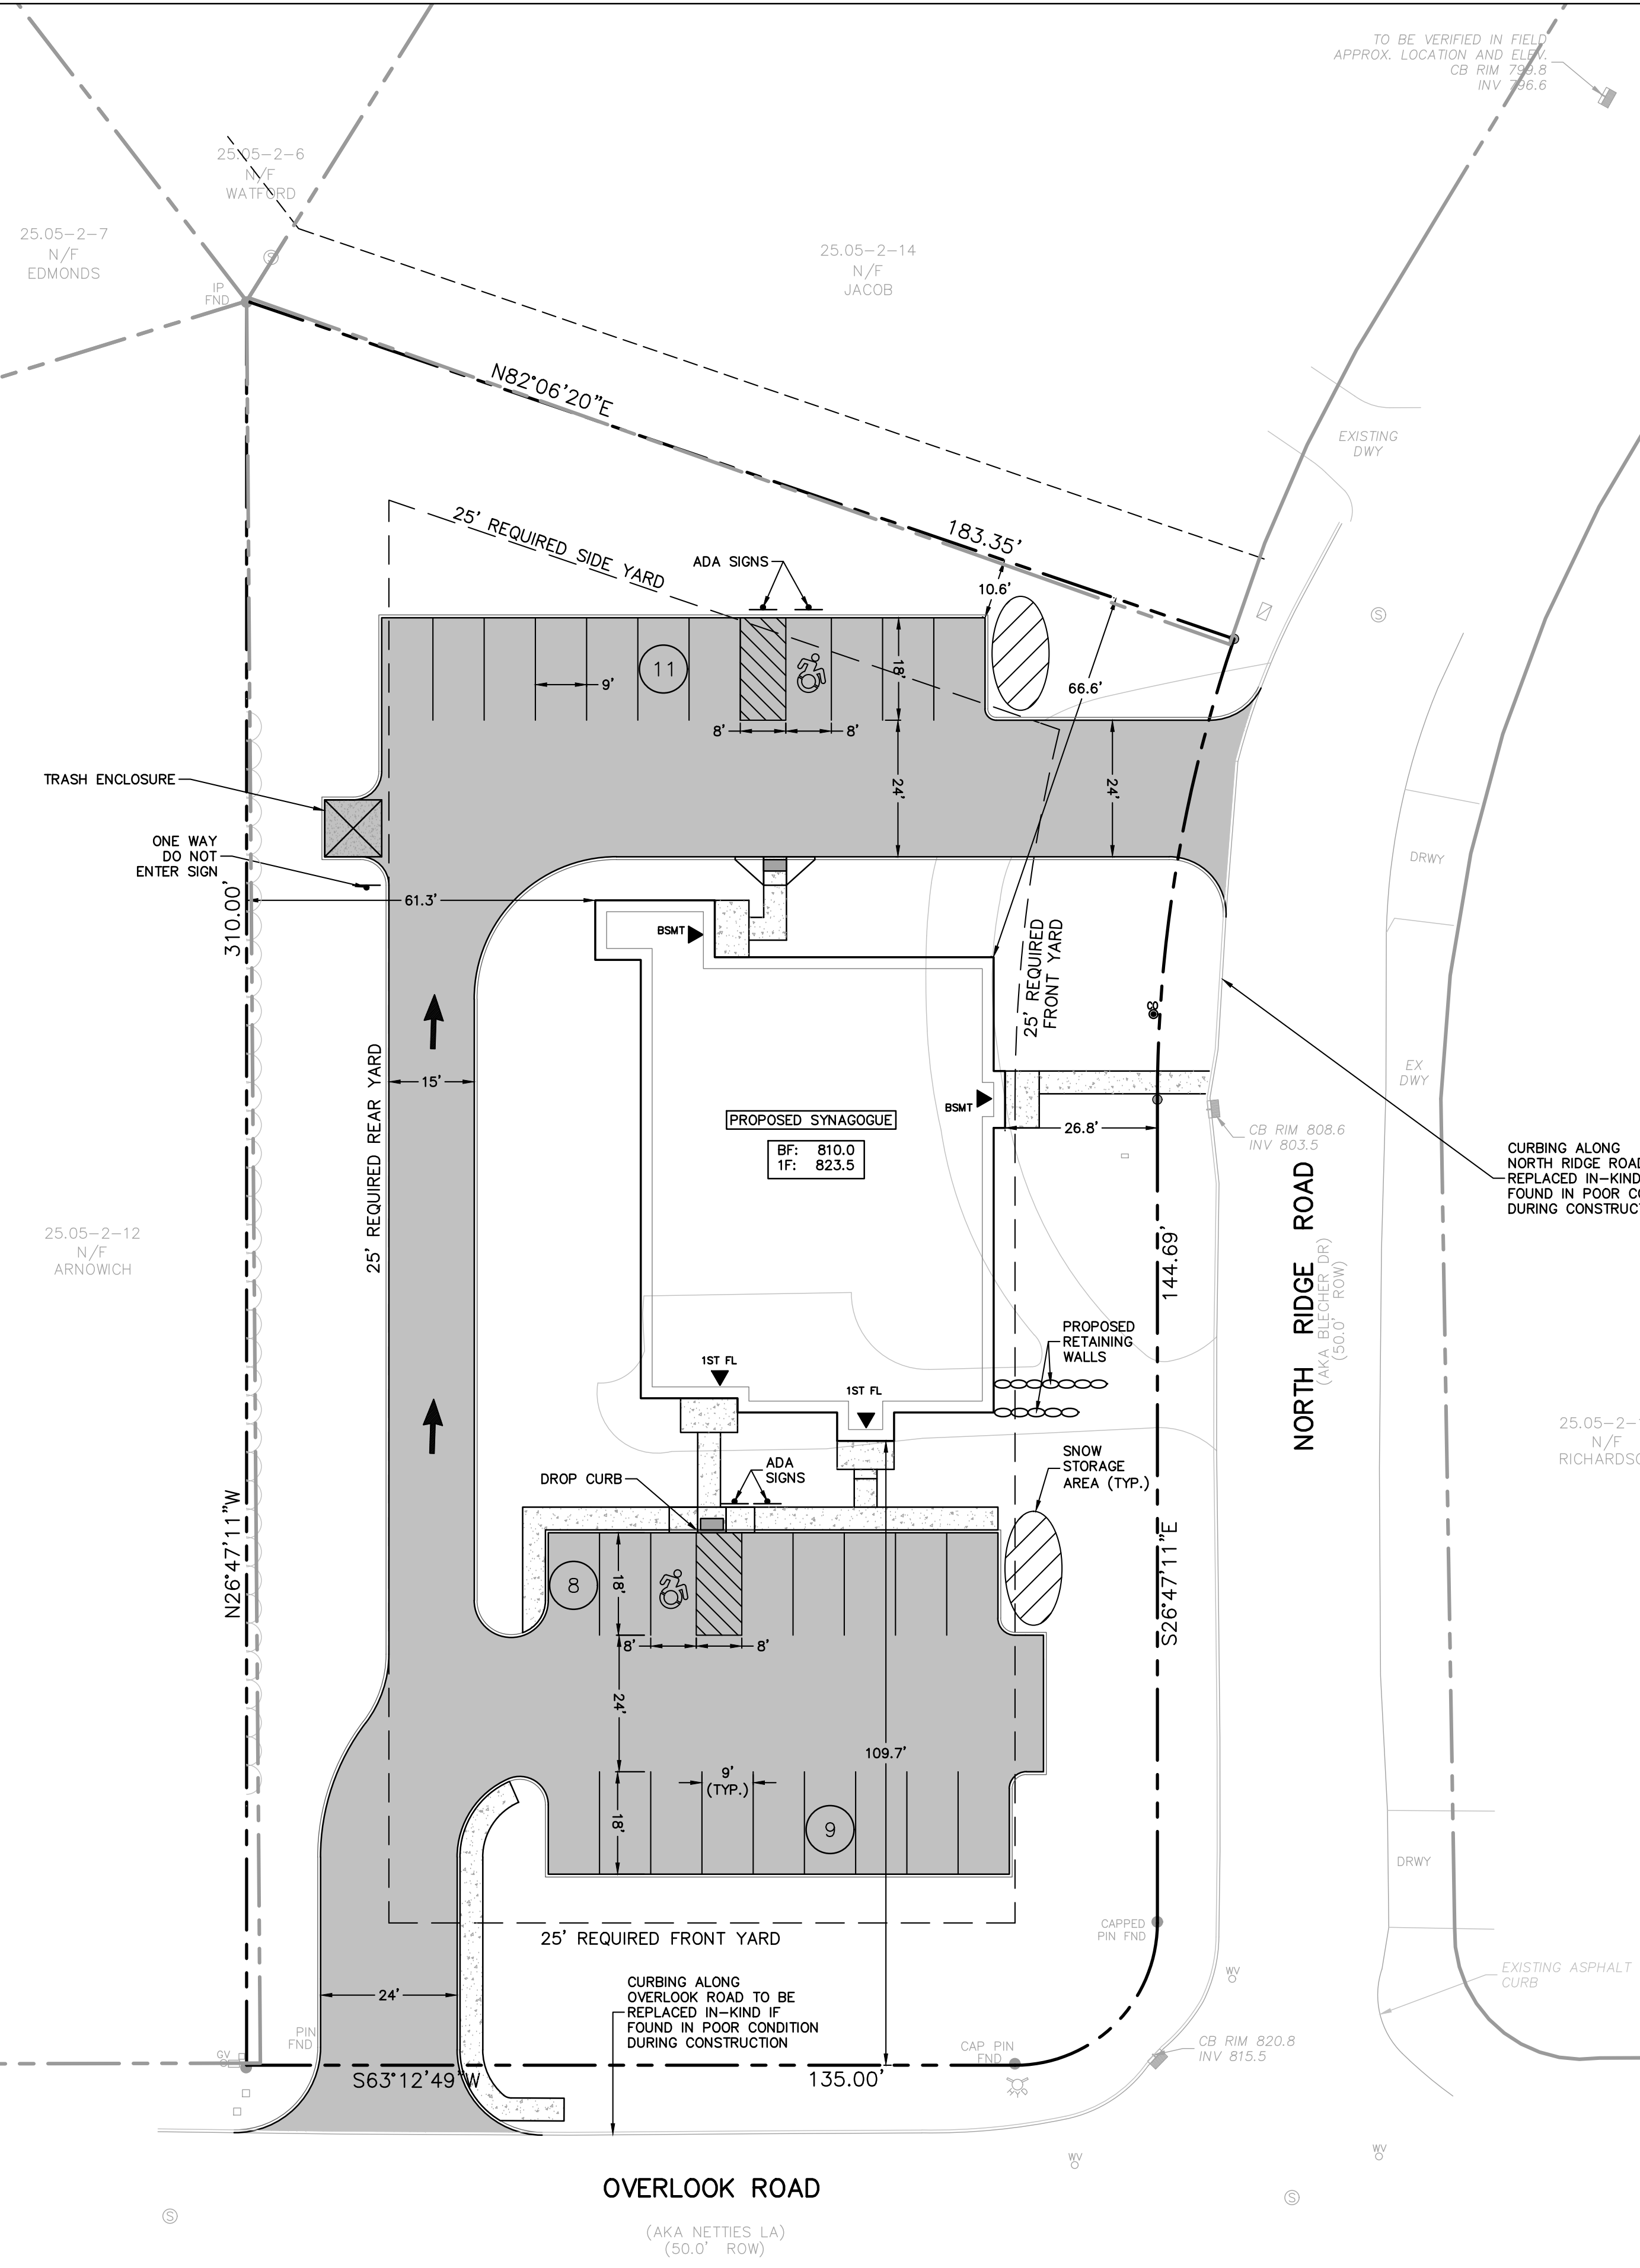 TO BE VERIFIED IN FIELD
APPROX. LOCATION AND ELEV.
CB RIM 799.8
INV 796.6
25.05-2-6
N/F
WATFORD
25.05-2-7
N/F
EDMONDS
25.05-2-14
N/F
JACOB
IP
FND
S
N82°06'20"E
183.35'
EXISTING
DWY
25' REQUIRED SIDE YARD
ADA SIGNS
10.6'
S
11
9'
18'
66.6'
8'
8'
TRASH ENCLOSURE
24'
24'
ONE WAY
DO NOT
ENTER SIGN
DRWY
310.00'
61.3'
BSMT
25' REQUIRED
FRONT YARD
25' REQUIRED REAR YARD
15'
EX
DWY
BSMT
PROPOSED SYNAGOGUE
BF: 810.0
1F: 823.5
26.8'
CB RIM 808.6
INV 803.5
CURBING ALONG
NORTH RIDGE ROAD
REPLACED IN-KIND
FOUND IN POOR CO
DURING CONSTRUC
25.05-2-12
N/F
ARNOWICH
144.69'
NORTH RIDGE ROAD
(AKA BLECHER DR)
(50.0' ROW)
PROPOSED
RETAINING
WALLS
1ST FL
1ST FL
25.05-2-
N/F
RICHARDSO
SNOW
STORAGE
AREA (TYP.)
ADA
SIGNS
DROP CURB
N26°47'11"W
S26°47'11"E
8
18'
8'
8'
24'
109.7'
9'
(TYP.)
18'
9
DRWY
25' REQUIRED FRONT YARD
CAPPED
PIN FND
EXISTING ASPHALT
CURB
WV
CURBING ALONG
OVERLOOK ROAD TO BE
REPLACED IN-KIND IF
FOUND IN POOR CONDITION
DURING CONSTRUCTION
24'
PIN
FND
GV
CAP PIN
FND
CB RIM 820.8
INV 815.5
S63°12'49"W
135.00'
WV
WV
OVERLOOK ROAD
S
S
(AKA NETTIES LA)
(50.0' ROW)